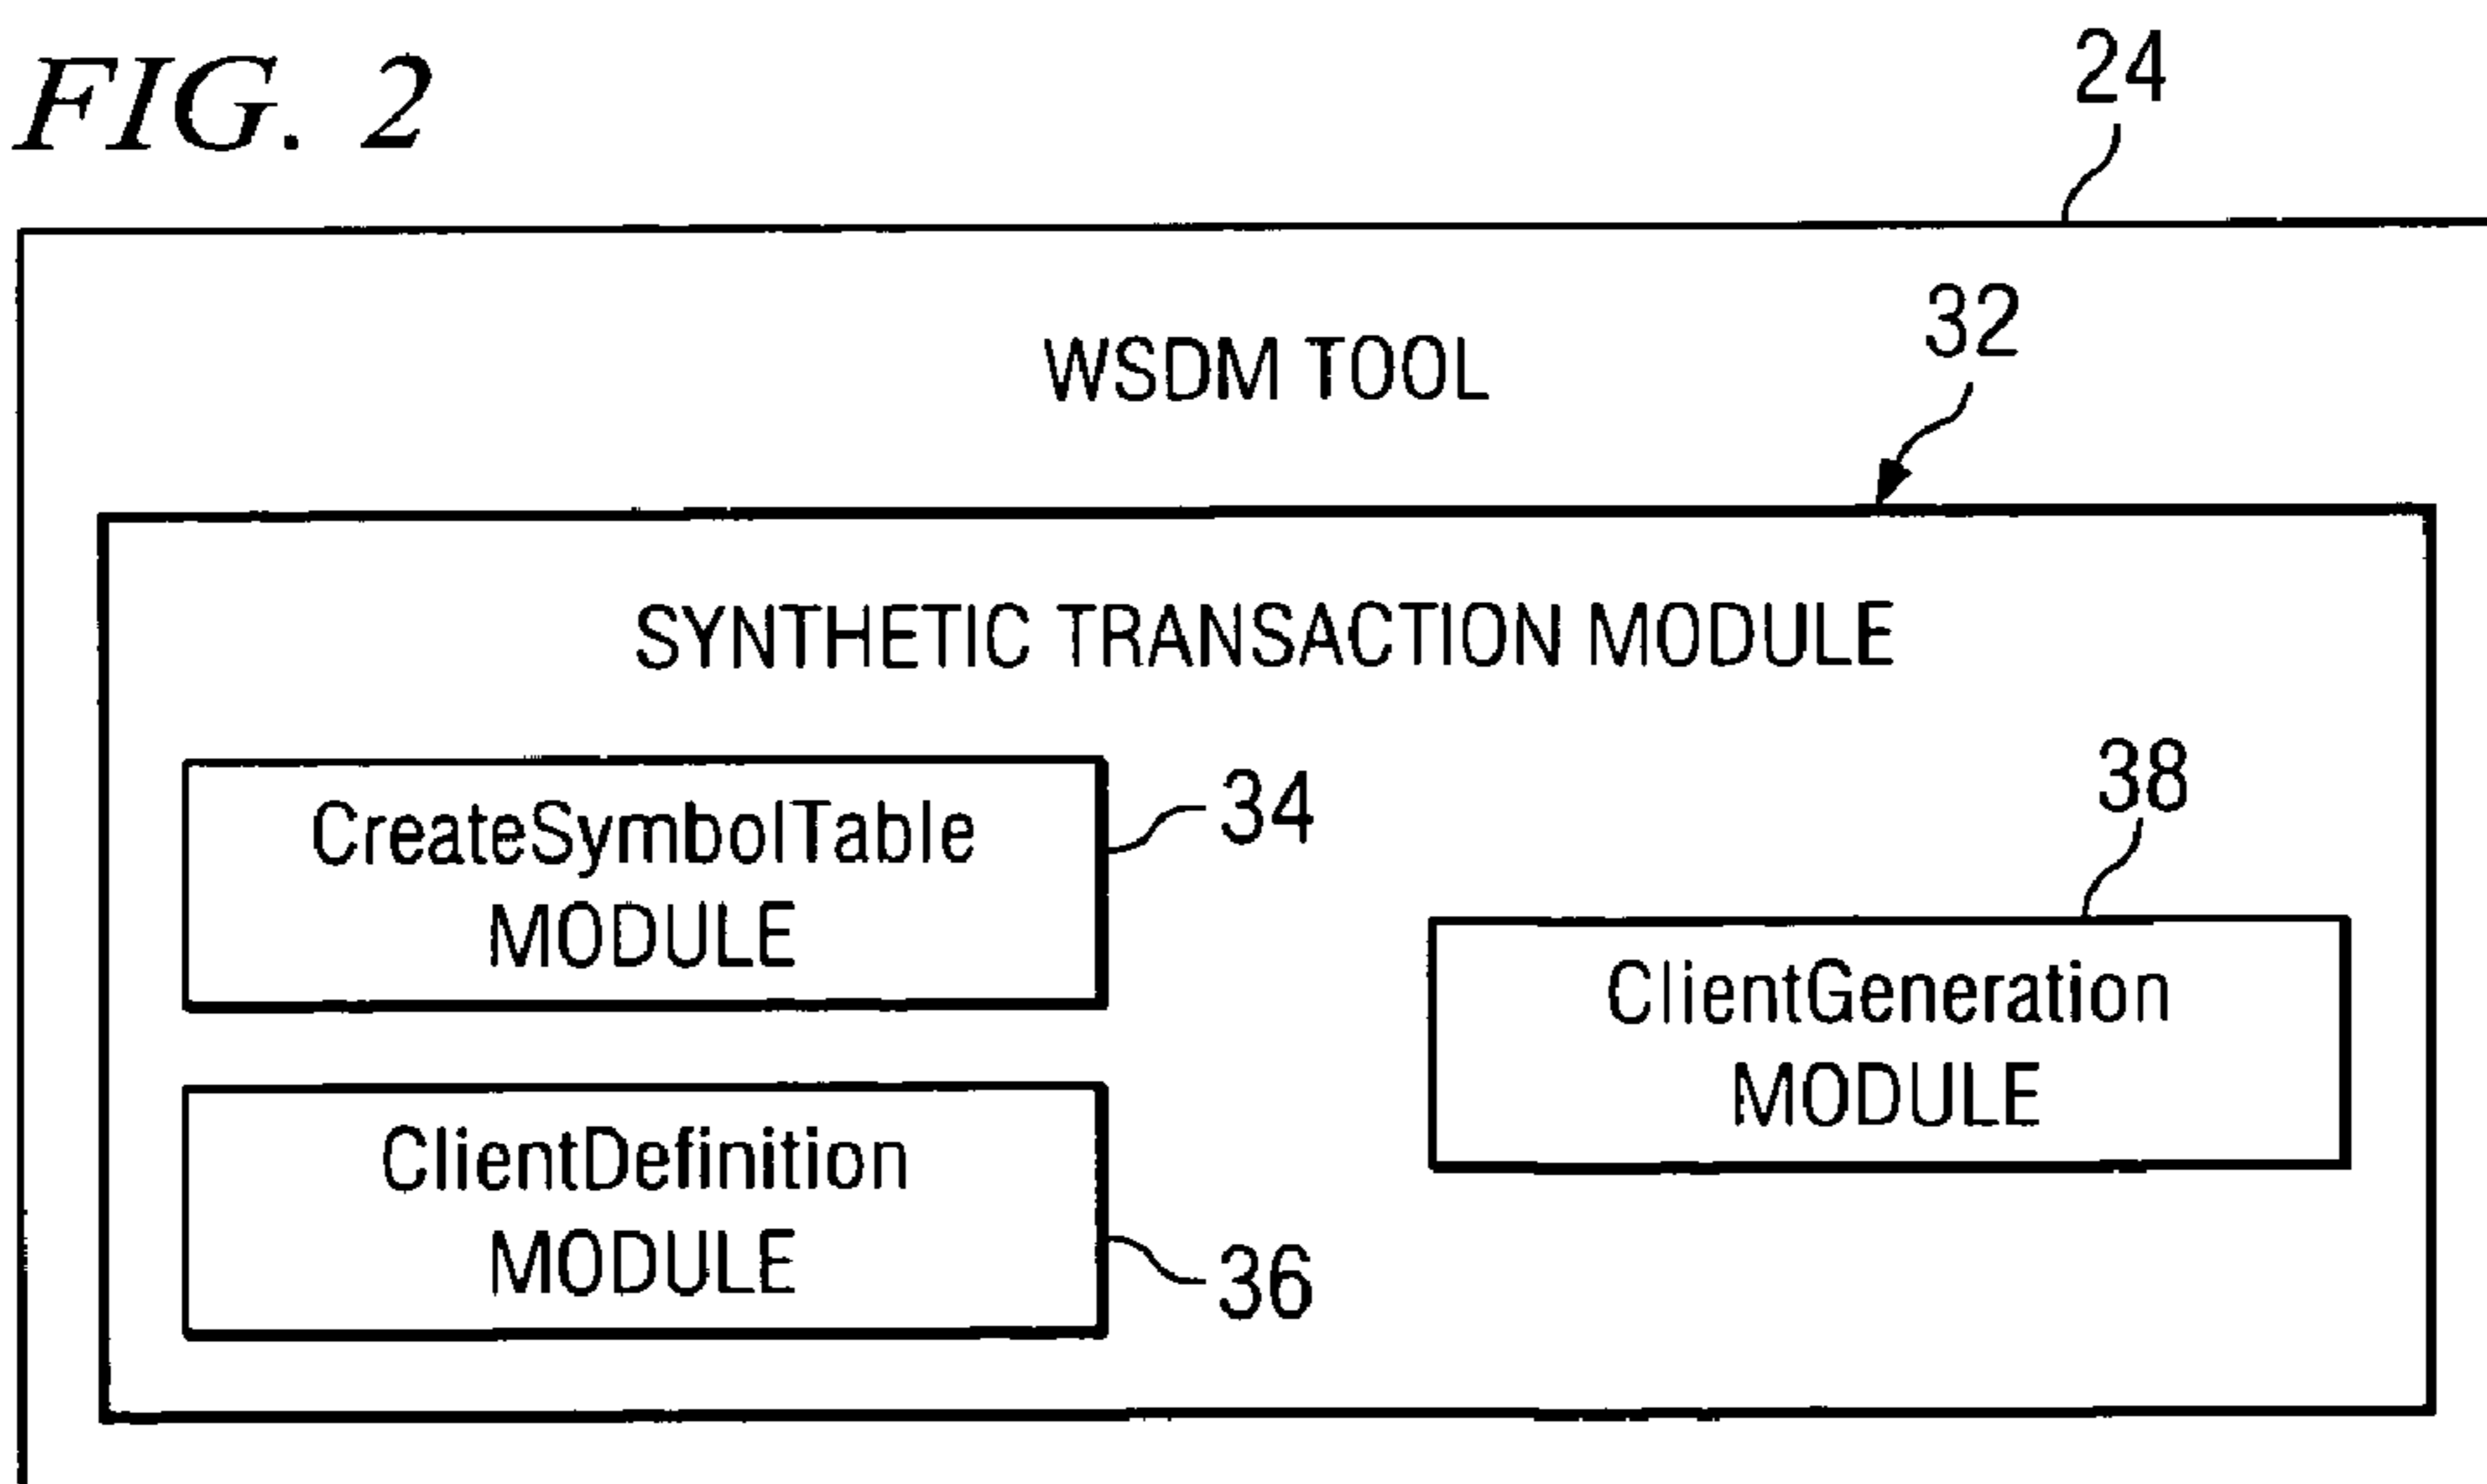 FIG. 2
24
WSDM TOOL
32
SYNTHETIC TRANSACTION MODULE
CreateSymbolTable
MODULE
34
38
ClientGeneration
MODULE
ClientDefinition
MODULE
36